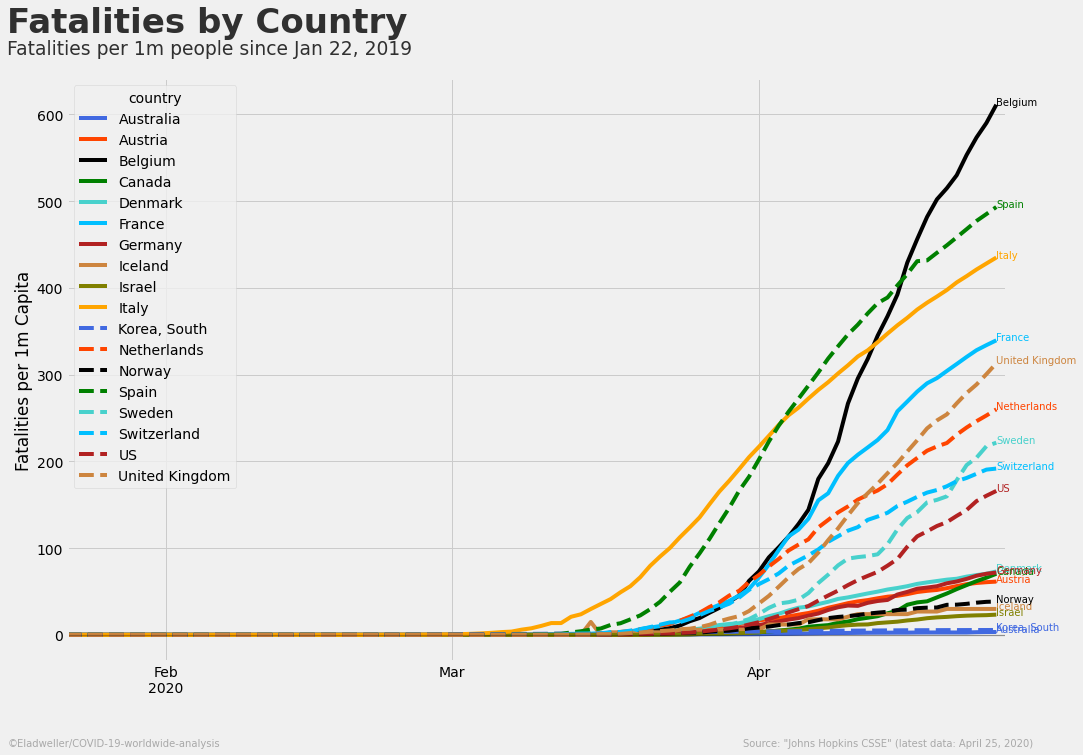 Fatalities by Country
Fatalities per 1m people since Jan 22, 2019
Fatalities per 1m Capita
600
500
400
300
200
100
0
country
Australia
Austria
Belgium
Canada
Denmark
France
Germany
Iceland
Israel
Italy
Korea, South
Netherlands
Norway
Spain
Sweden
Switzerland
US
United Kingdom
Belgium
Spain
Italy
France
United Kingdom
Netherlands
Sweden
Switzerland
US
Denmark
Germany
Canada
Austria
Norway
Iceland
Israel
Korea, South
Australia
Feb
2020
Mar
Apr
©Eladweller/COVID-19-worldwide-analysis
Source: "Johns Hopkins CSSE" (latest data: April 25, 2020)